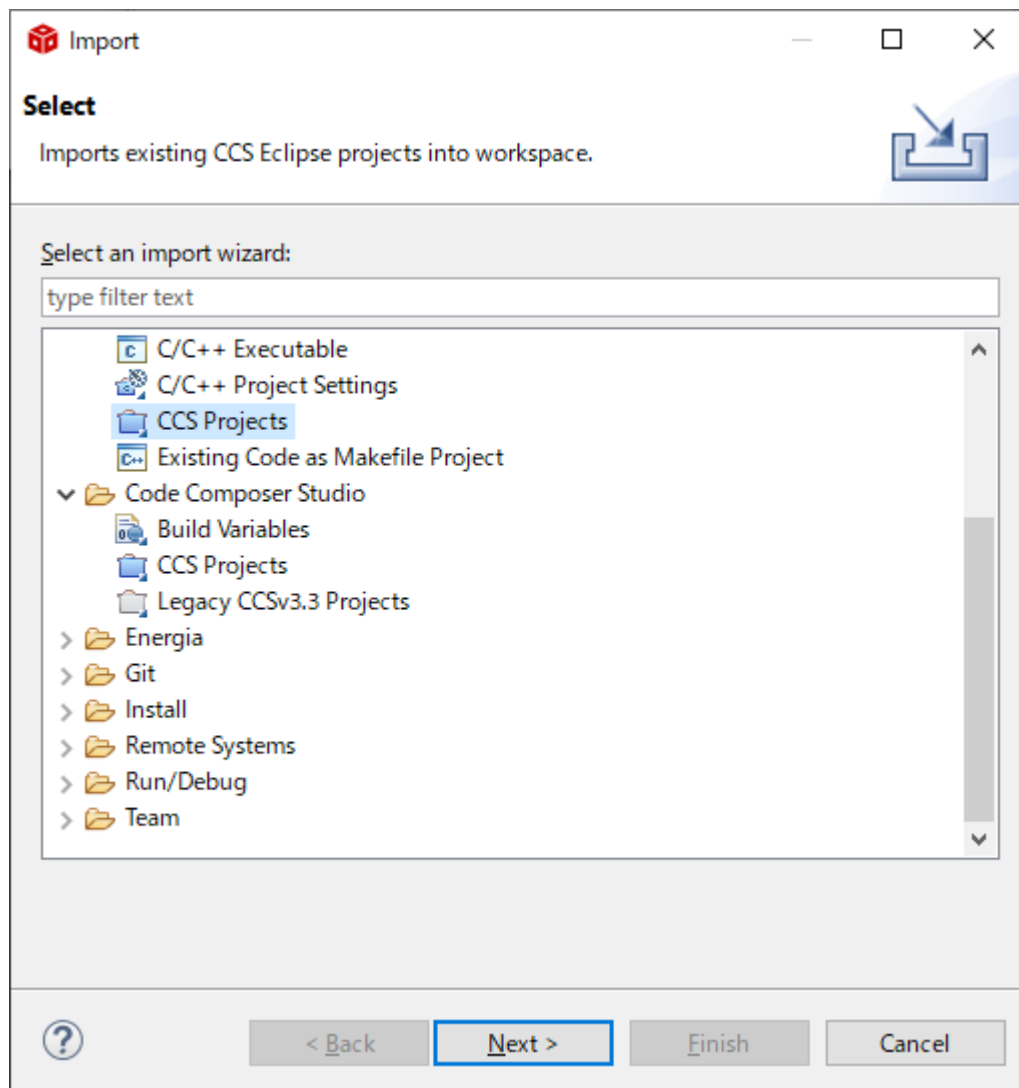 Import
Select
Imports existing CCS Eclipse projects into workspace.
Select an import wizard:
type filter text
C/C++ Executable
C/C++ Project Settings
CCS Projects
Existing Code as Makefile Project
Code Composer Studio
Build Variables
CCS Projects
Legacy CCSv3.3 Projects
Energia
Git
Install
Remote Systems
Run/Debug
Team
< Back Next > Finish Cancel